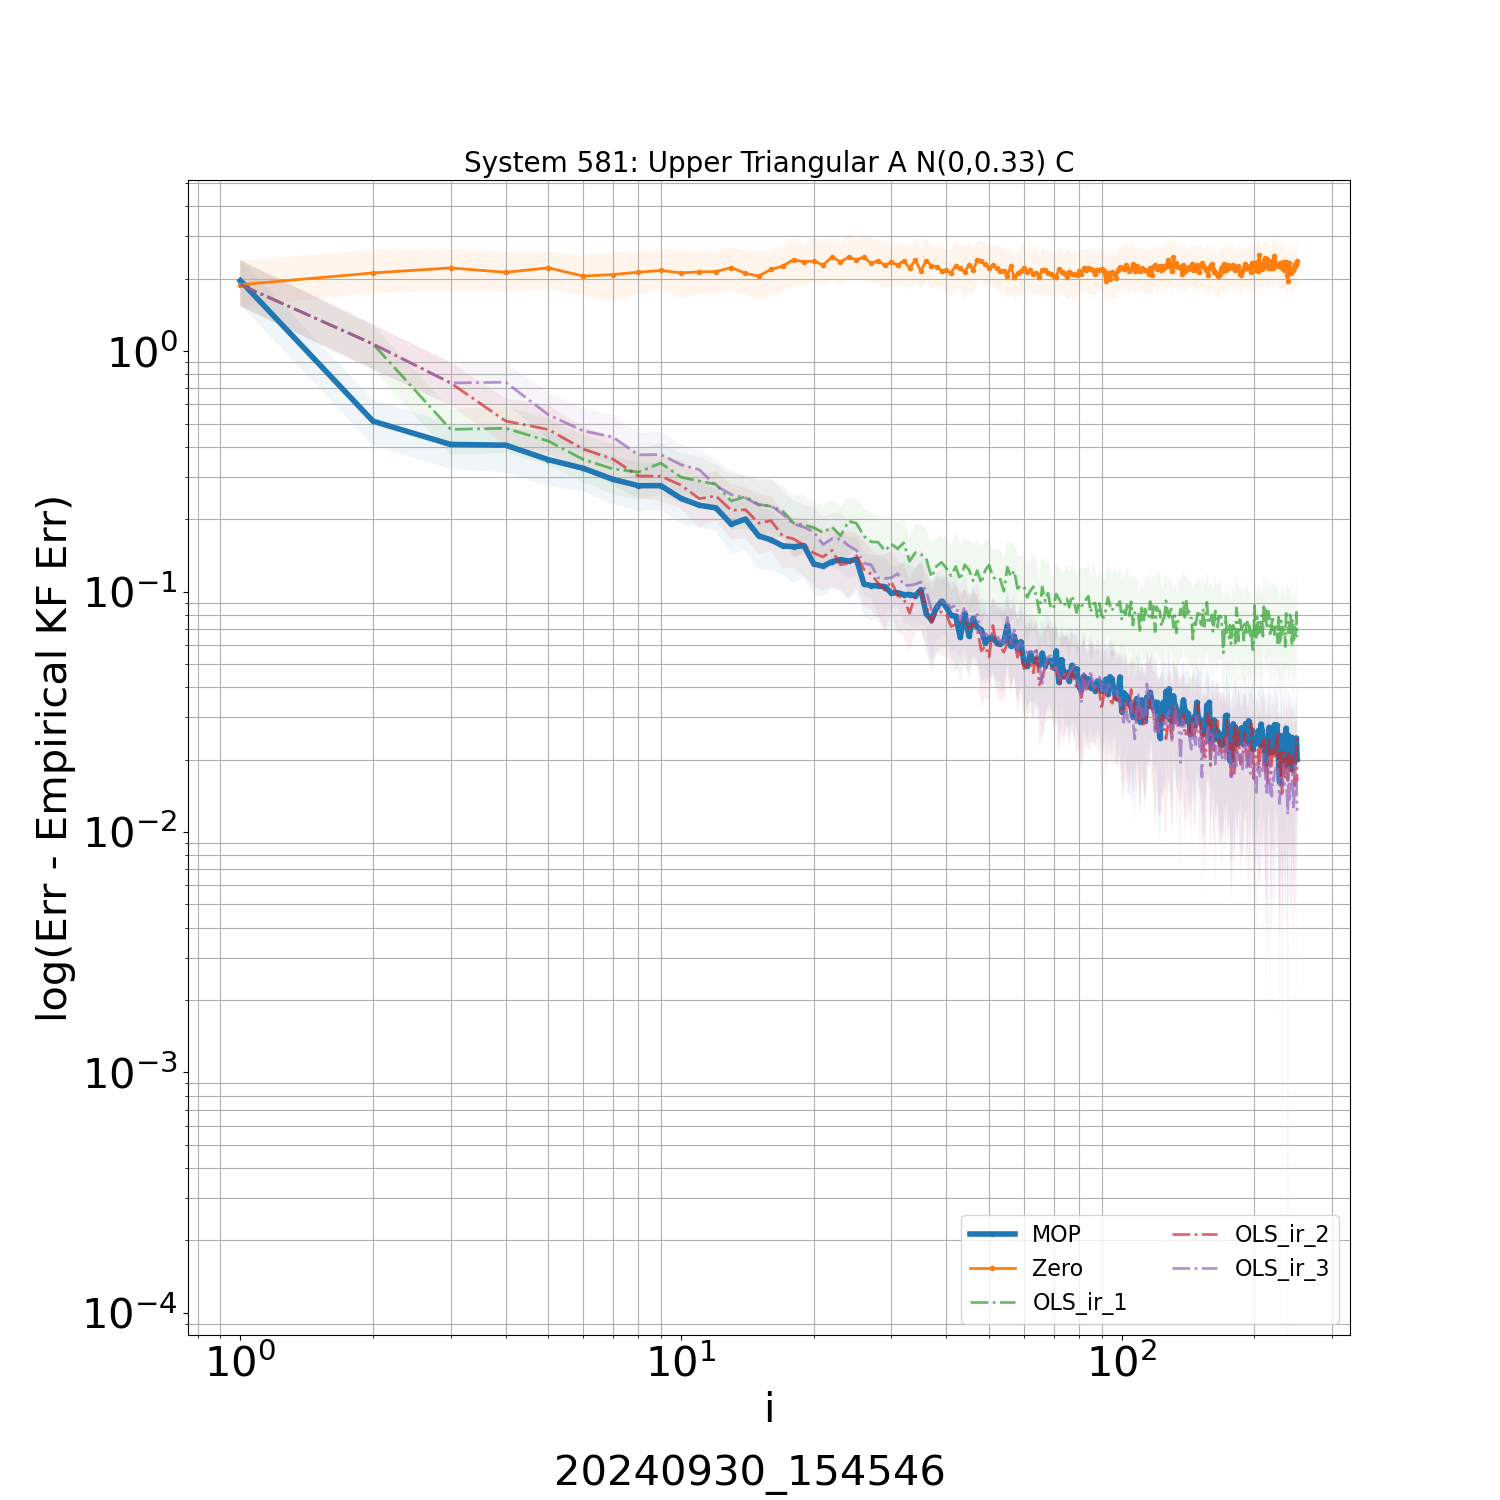 System 581: Upper Triangular A N(0,0.33) C
log(Err - Empirical KF Err)
10^0
10^-1
10^-2
10^-3
10^-4
10^0
10^1
10^2
MOP
Zero
OLS_ir_1
OLS_ir_2
OLS_ir_3
i
20240930_154546